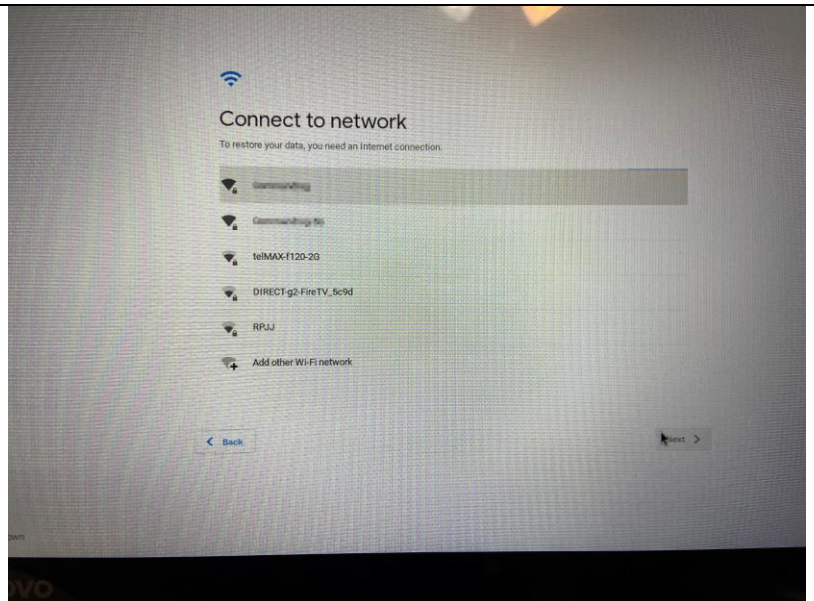 Connect to network
To restore your data, you need an Internet connection.
telMAX-f120-2G
DIRECT-g2-FireTV_5c9d
RPJJ
Add other Wi-Fi network
Back
Next